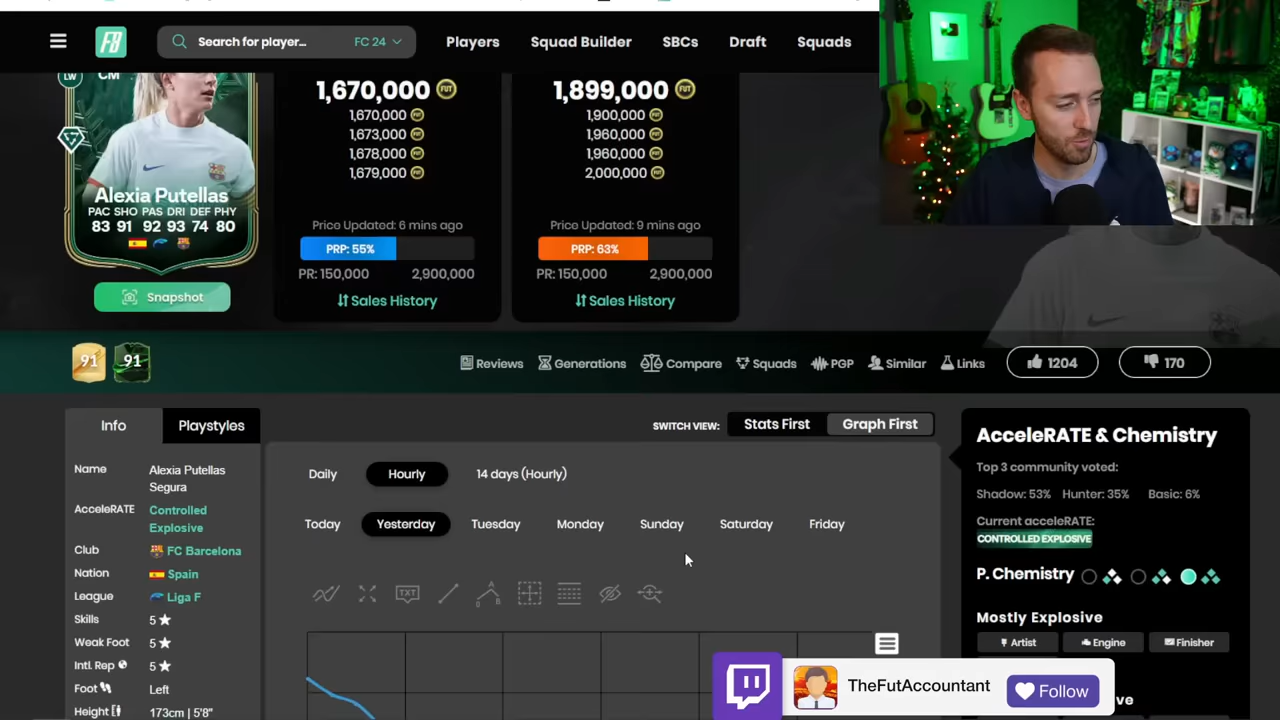 FB
Search for player...
FC 24
Players
Squad Builder
SBCs
Draft
Squads
LW
CM
Alexia Putellas
PAC SHO PAS DRI DEF PHY
83 91 92 93 74 80
Snapshot
1,670,000 FUT
1,670,000
1,673,000
1,678,000
1,679,000
Price Updated: 6 mins ago
PRP: 55%
PR: 150,000 2,900,000
Sales History
1,899,000 FUT
1,900,000
1,960,000
1,960,000
2,000,000
Price Updated: 9 mins ago
PRP: 63%
PR: 150,000 2,900,000
Sales History
91
91
Reviews
Generations
Compare
Squads
PGP
Similar
Links
1204
170
Info
Playstyles
Name Alexia Putellas
Segura
AcceleRATE Controlled
Explosive
Club FC Barcelona
Nation Spain
League Liga F
Skills 5
Weak Foot 5
Intl. Rep 5
Foot Left
Height 173cm | 5'8"
SWITCH VIEW: Stats First Graph First
Daily Hourly 14 days (Hourly)
Today Yesterday Tuesday Monday Sunday Saturday Friday
TXT
AcceleRATE & Chemistry
Top 3 community voted:
Shadow: 53% Hunter: 35% Basic: 6%
Current acceleRATE:
CONTROLLED EXPLOSIVE
P. Chemistry
Mostly Explosive
Artist Engine Finisher
TheFutAccountant
Follow